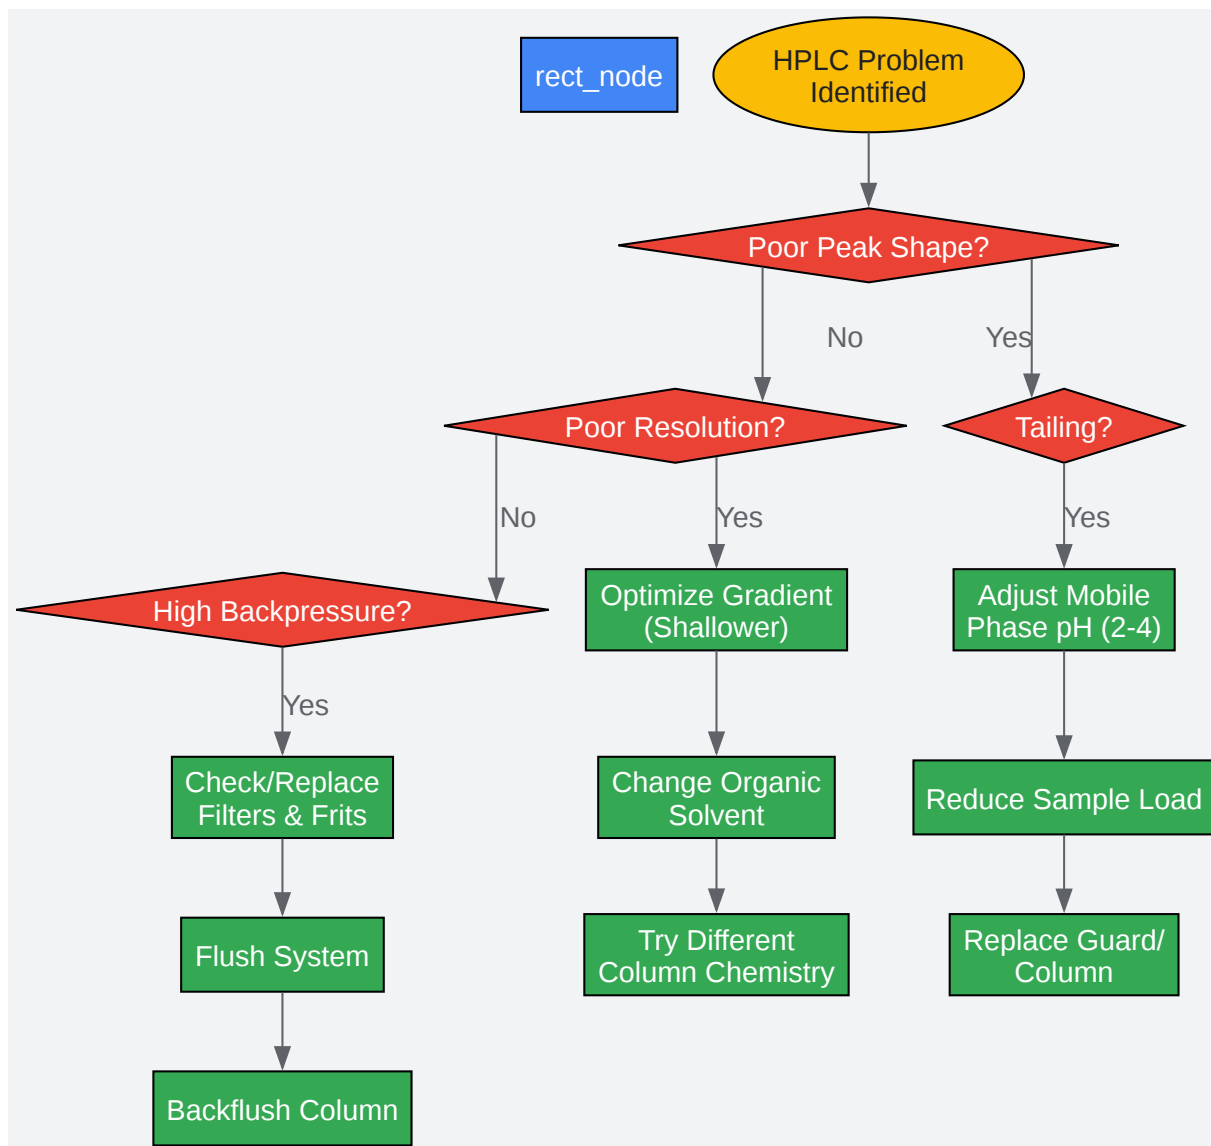 rect_node
HPLC Problem
Identified
Poor Peak Shape?
No
Yes
Poor Resolution?
Tailing?
No
Yes
Yes
High Backpressure?
Optimize Gradient
(Shallower)
Adjust Mobile
Phase pH (2-4)
Yes
Check/Replace
Filters & Frits
Change Organic
Solvent
Reduce Sample Load
Flush System
Try Different
Column Chemistry
Replace Guard/
Column
Backflush Column